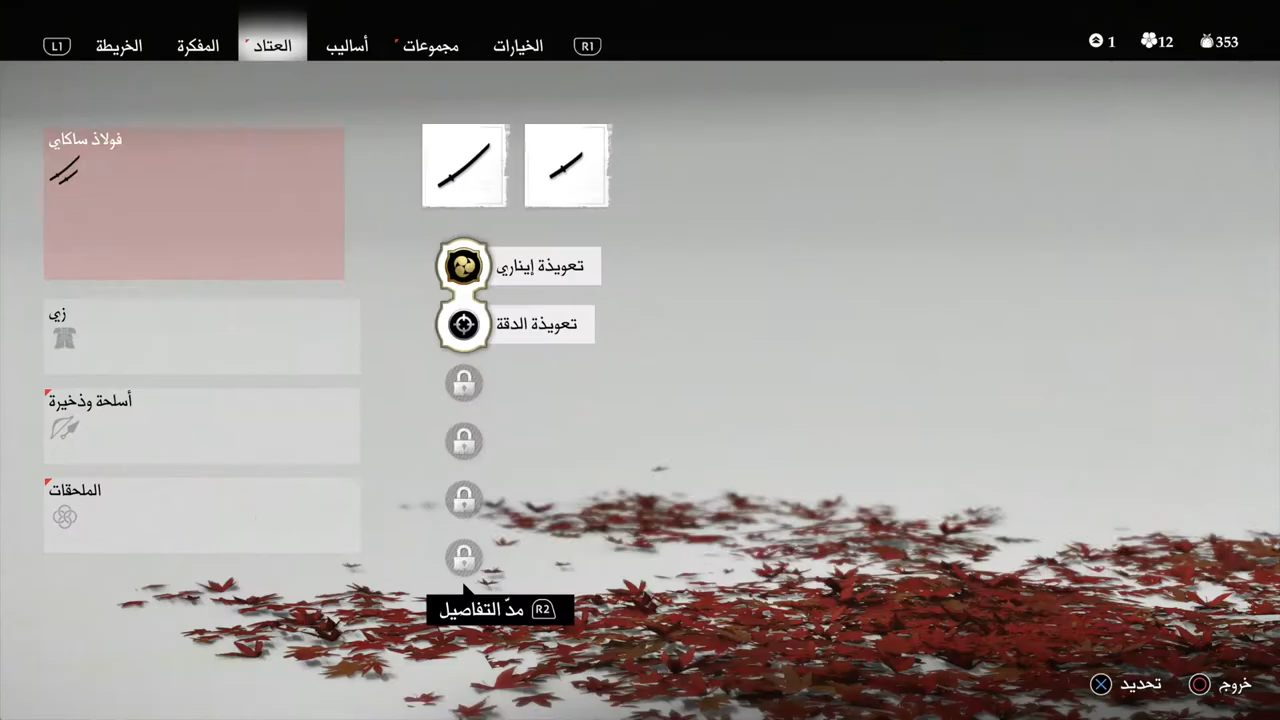 L1 الخريطة المفكرة العتاد أساليب مجموعات الخيارات R1
1 12 353
فولاذ ساكاي
تعويذة إيناري
زي
تعويذة الدقة
أسلحة وذخيرة
الملحقات
مدّ التفاصيل R2
تحديد خروج